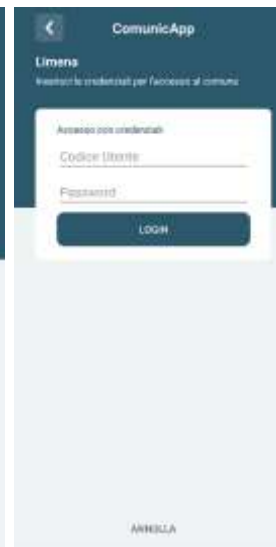 ComunicApp
Limena
Inserisci le credenziali per l'accesso al comune
Accesso con credenziali
Codice Utente
Password
LOGIN
ANNULLA